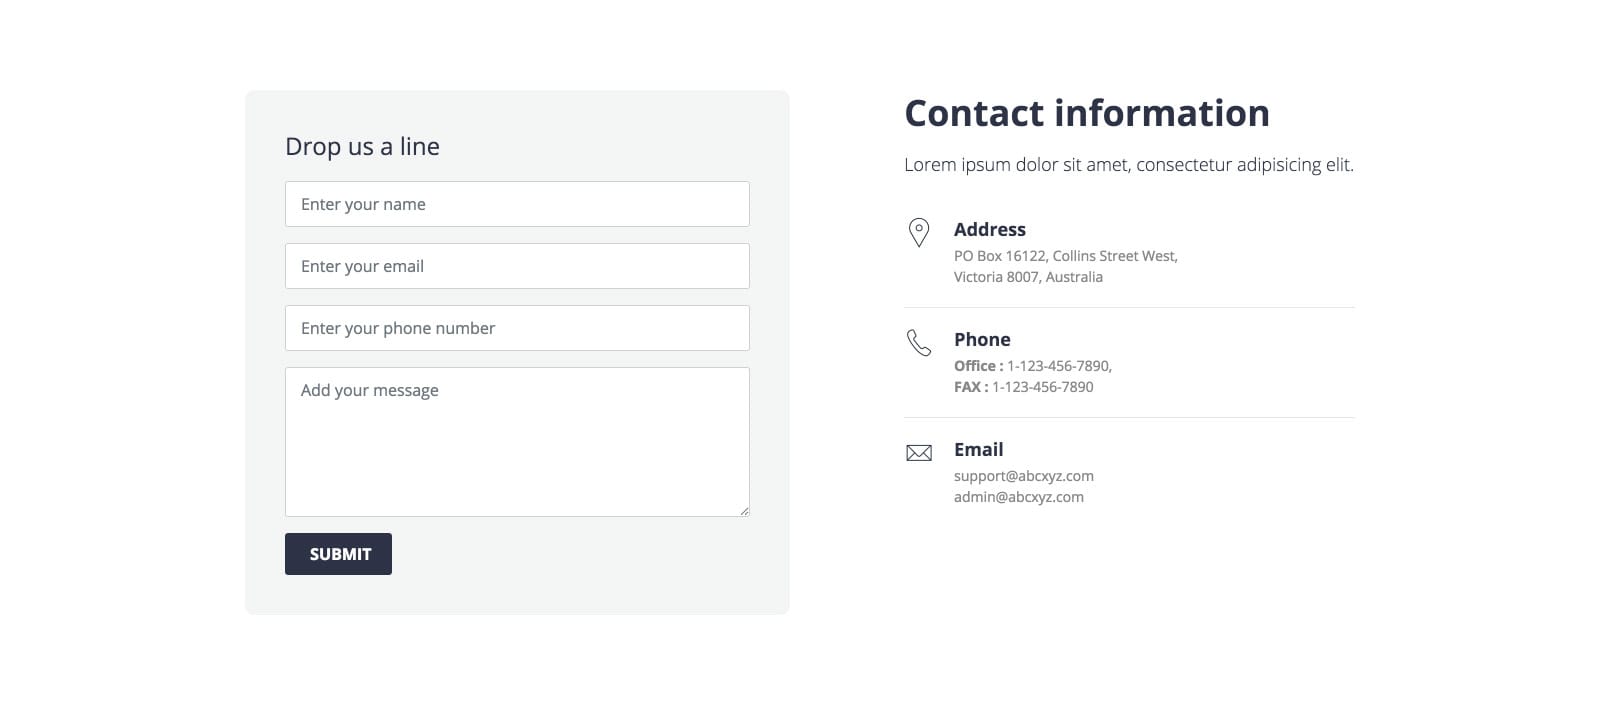 Drop us a line
Enter your name
Enter your email
Enter your phone number
Add your message
SUBMIT
Contact information
Lorem ipsum dolor sit amet, consectetur adipisicing elit.
Address
PO Box 16122, Collins Street West,
Victoria 8007, Australia
Phone
Office : 1-123-456-7890,
FAX : 1-123-456-7890
Email
support@abcxyz.com
admin@abcxyz.com